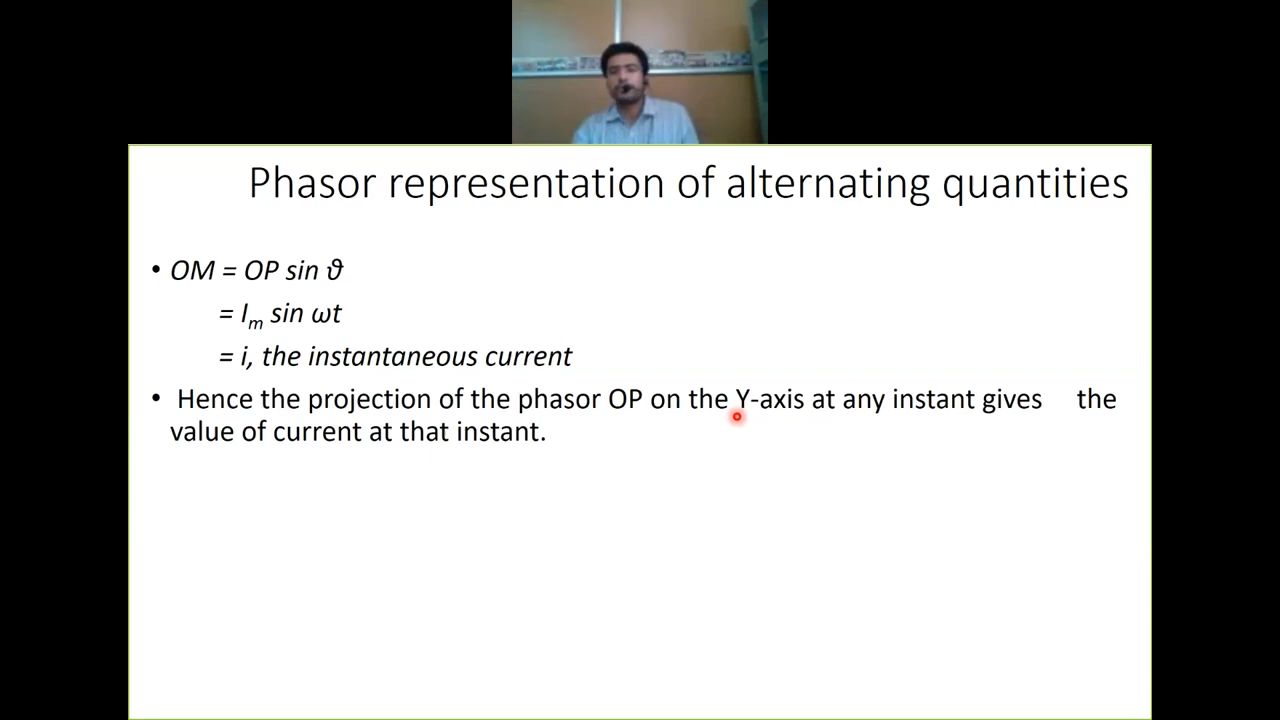 Phasor representation of alternating quantities
• OM = OP sin ϑ
= Im sin ωt
= i, the instantaneous current
• Hence the projection of the phasor OP on the Y-axis at any instant gives the
value of current at that instant.